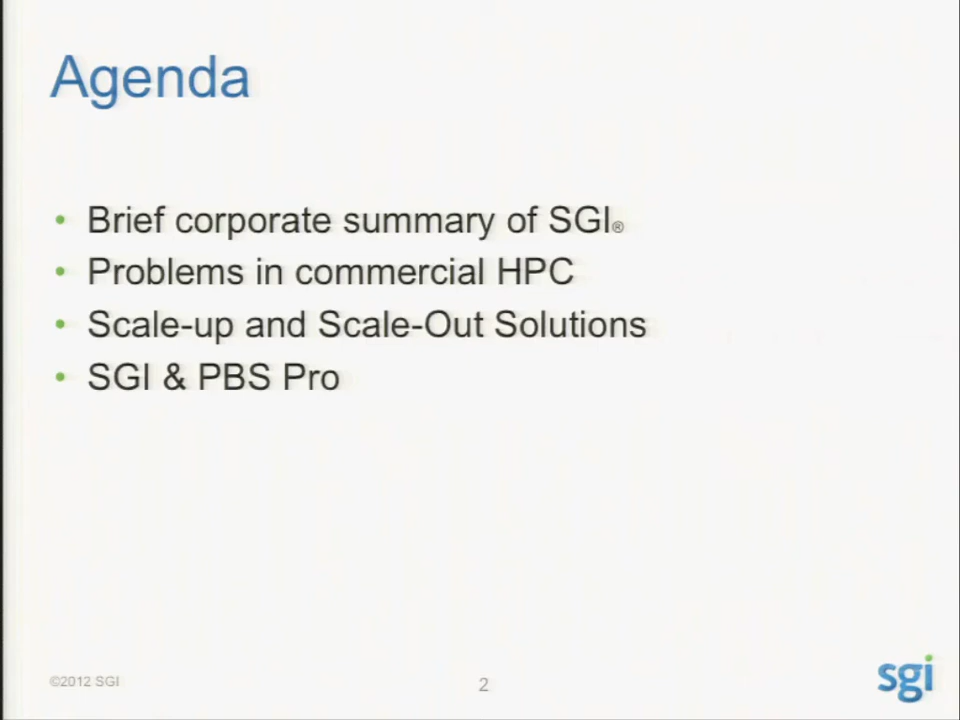 Agenda
• Brief corporate summary of SGI®
• Problems in commercial HPC
• Scale-up and Scale-Out Solutions
• SGI & PBS Pro
©2012 SGI
2
sgi